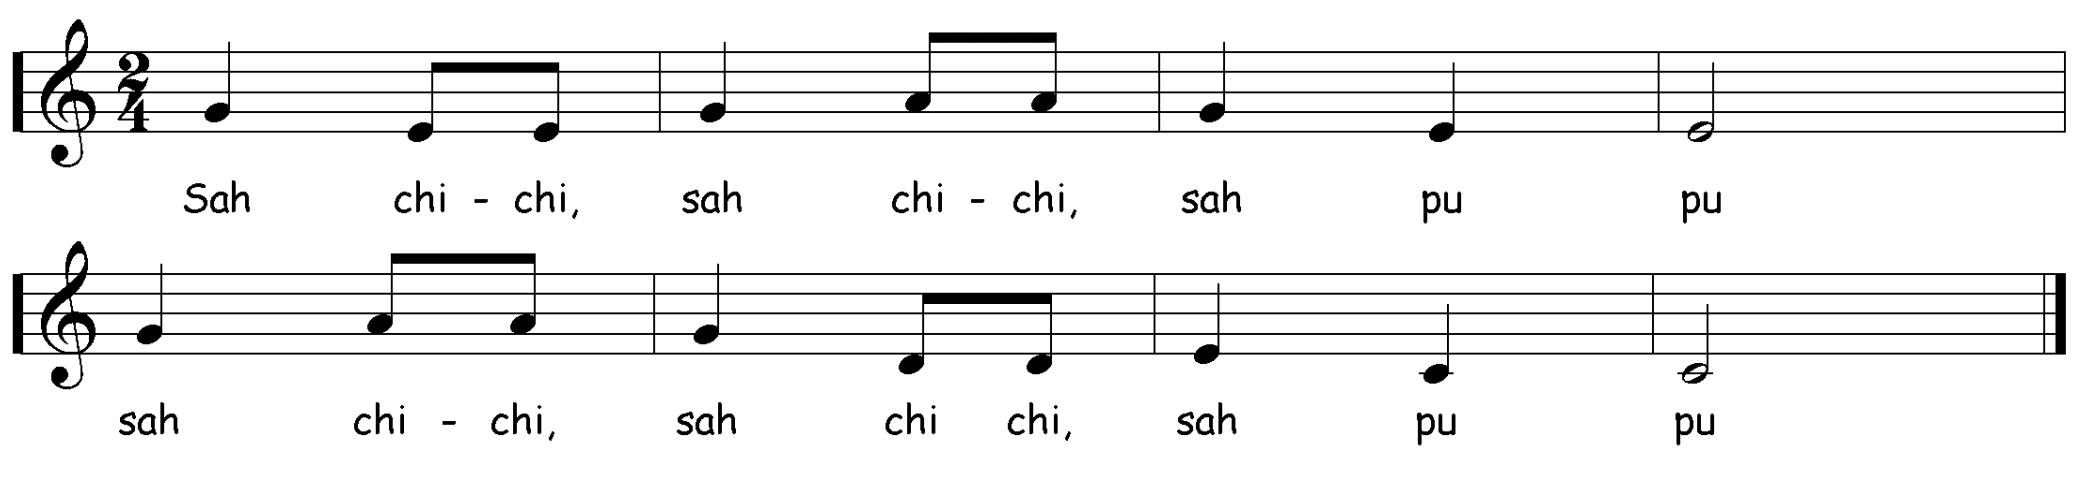 2
4
Sah chi - chi, sah chi - chi, sah pu pu
sah chi - chi, sah chi chi, sah pu pu